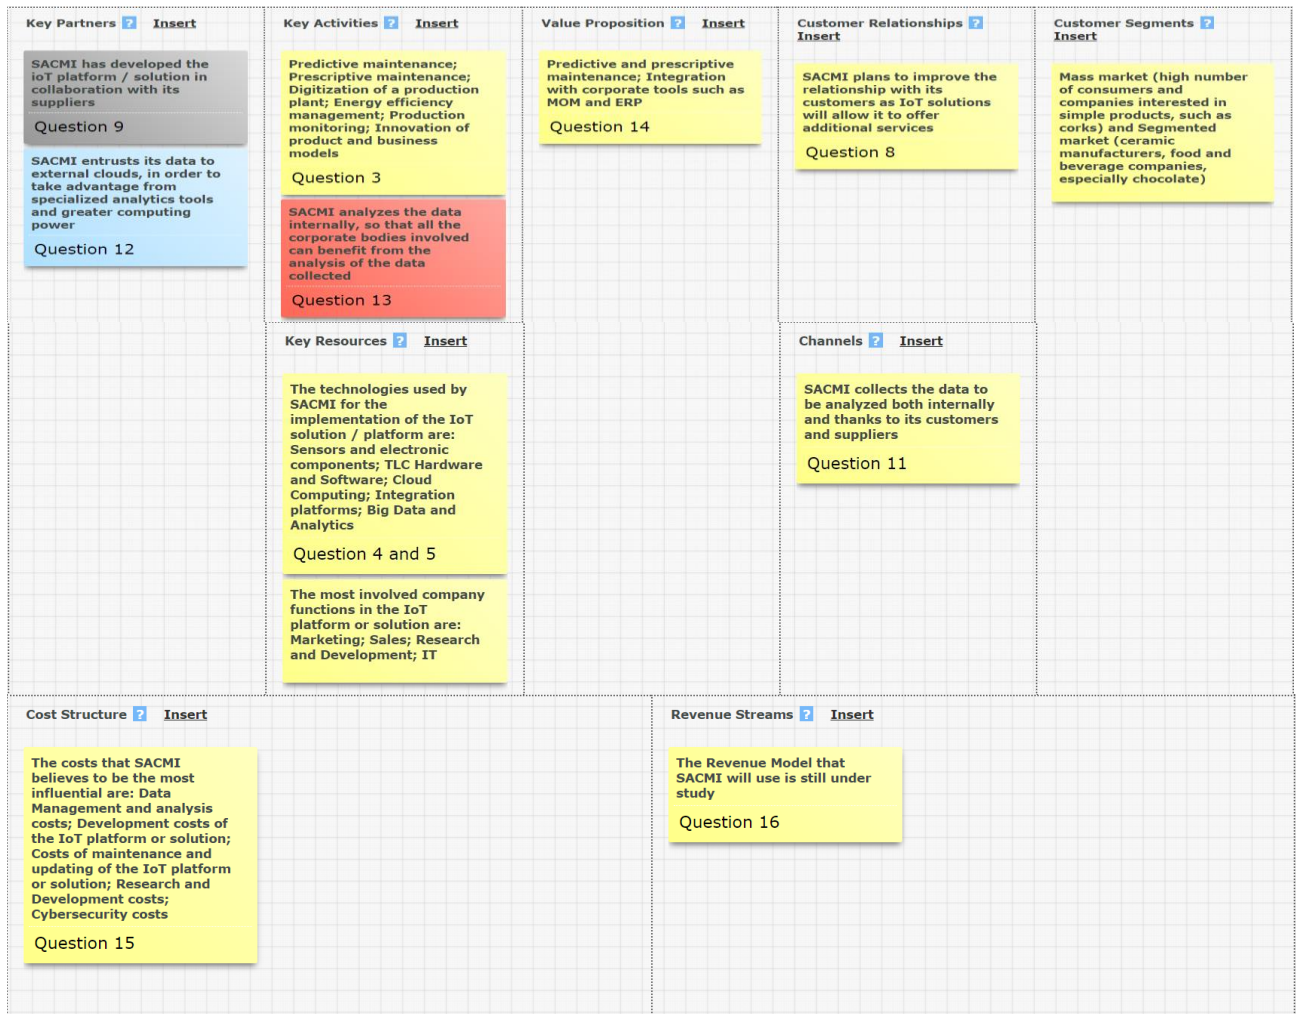 Key Partners ? Insert
SACMI has developed the
ioT platform / solution in
collaboration with its
suppliers
Question 9
SACMI entrusts its data to
external clouds, in order to
take advantage from
specialized analytics tools
and greater computing
power
Question 12
Key Activities ? Insert
Predictive maintenance;
Prescriptive maintenance;
Digitization of a production
plant; Energy efficiency
management; Production
monitoring; Innovation of
product and business
models
Question 3
SACMI analyzes the data
internally, so that all the
corporate bodies involved
can benefit from the
analysis of the data
collected
Question 13
Value Proposition ? Insert
Predictive and prescriptive
maintenance; Integration
with corporate tools such as
MOM and ERP
Question 14
Customer Relationships ?
Insert
SACMI plans to improve the
relationship with its
customers as IoT solutions
will allow it to offer
additional services
Question 8
Customer Segments ?
Insert
Mass market (high number
of consumers and
companies interested in
simple products, such as
corks) and Segmented
market (ceramic
manufacturers, food and
beverage companies,
especially chocolate)
Key Resources ? Insert
The technologies used by
SACMI for the
implementation of the IoT
solution / platform are:
Sensors and electronic
components; TLC Hardware
and Software; Cloud
Computing; Integration
platforms; Big Data and
Analytics
Question 4 and 5
The most involved company
functions in the IoT
platform or solution are:
Marketing; Sales; Research
and Development; IT
Channels ? Insert
SACMI collects the data to
be analyzed both internally
and thanks to its customers
and suppliers
Question 11
Cost Structure ? Insert
The costs that SACMI
believes to be the most
influential are: Data
Management and analysis
costs; Development costs of
the IoT platform or solution;
Costs of maintenance and
updating of the IoT platform
or solution; Research and
Development costs;
Cybersecurity costs
Question 15
Revenue Streams ? Insert
The Revenue Model that
SACMI will use is still under
study
Question 16